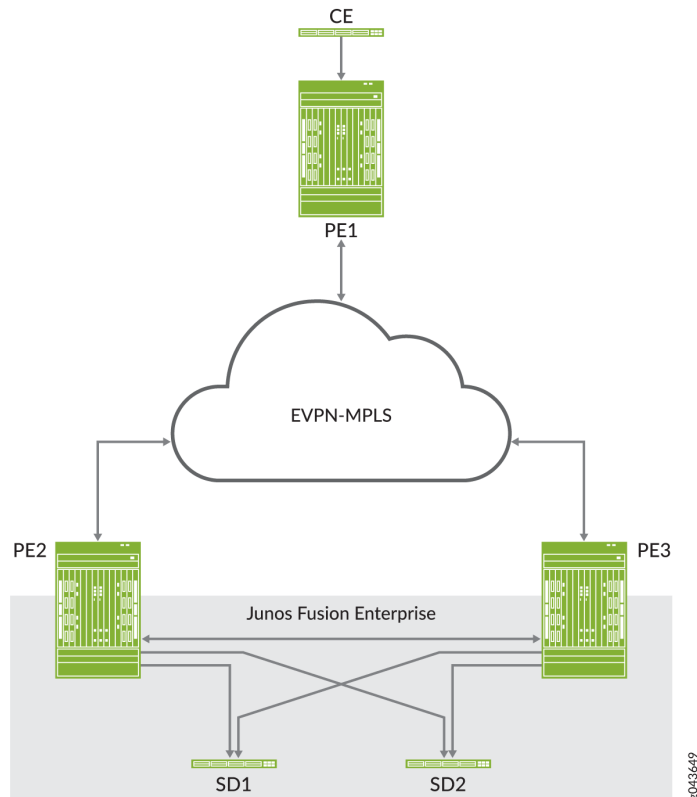 CE
PE1
EVPN-MPLS
PE2
PE3
Junos Fusion Enterprise
SD1
SD2
g043649